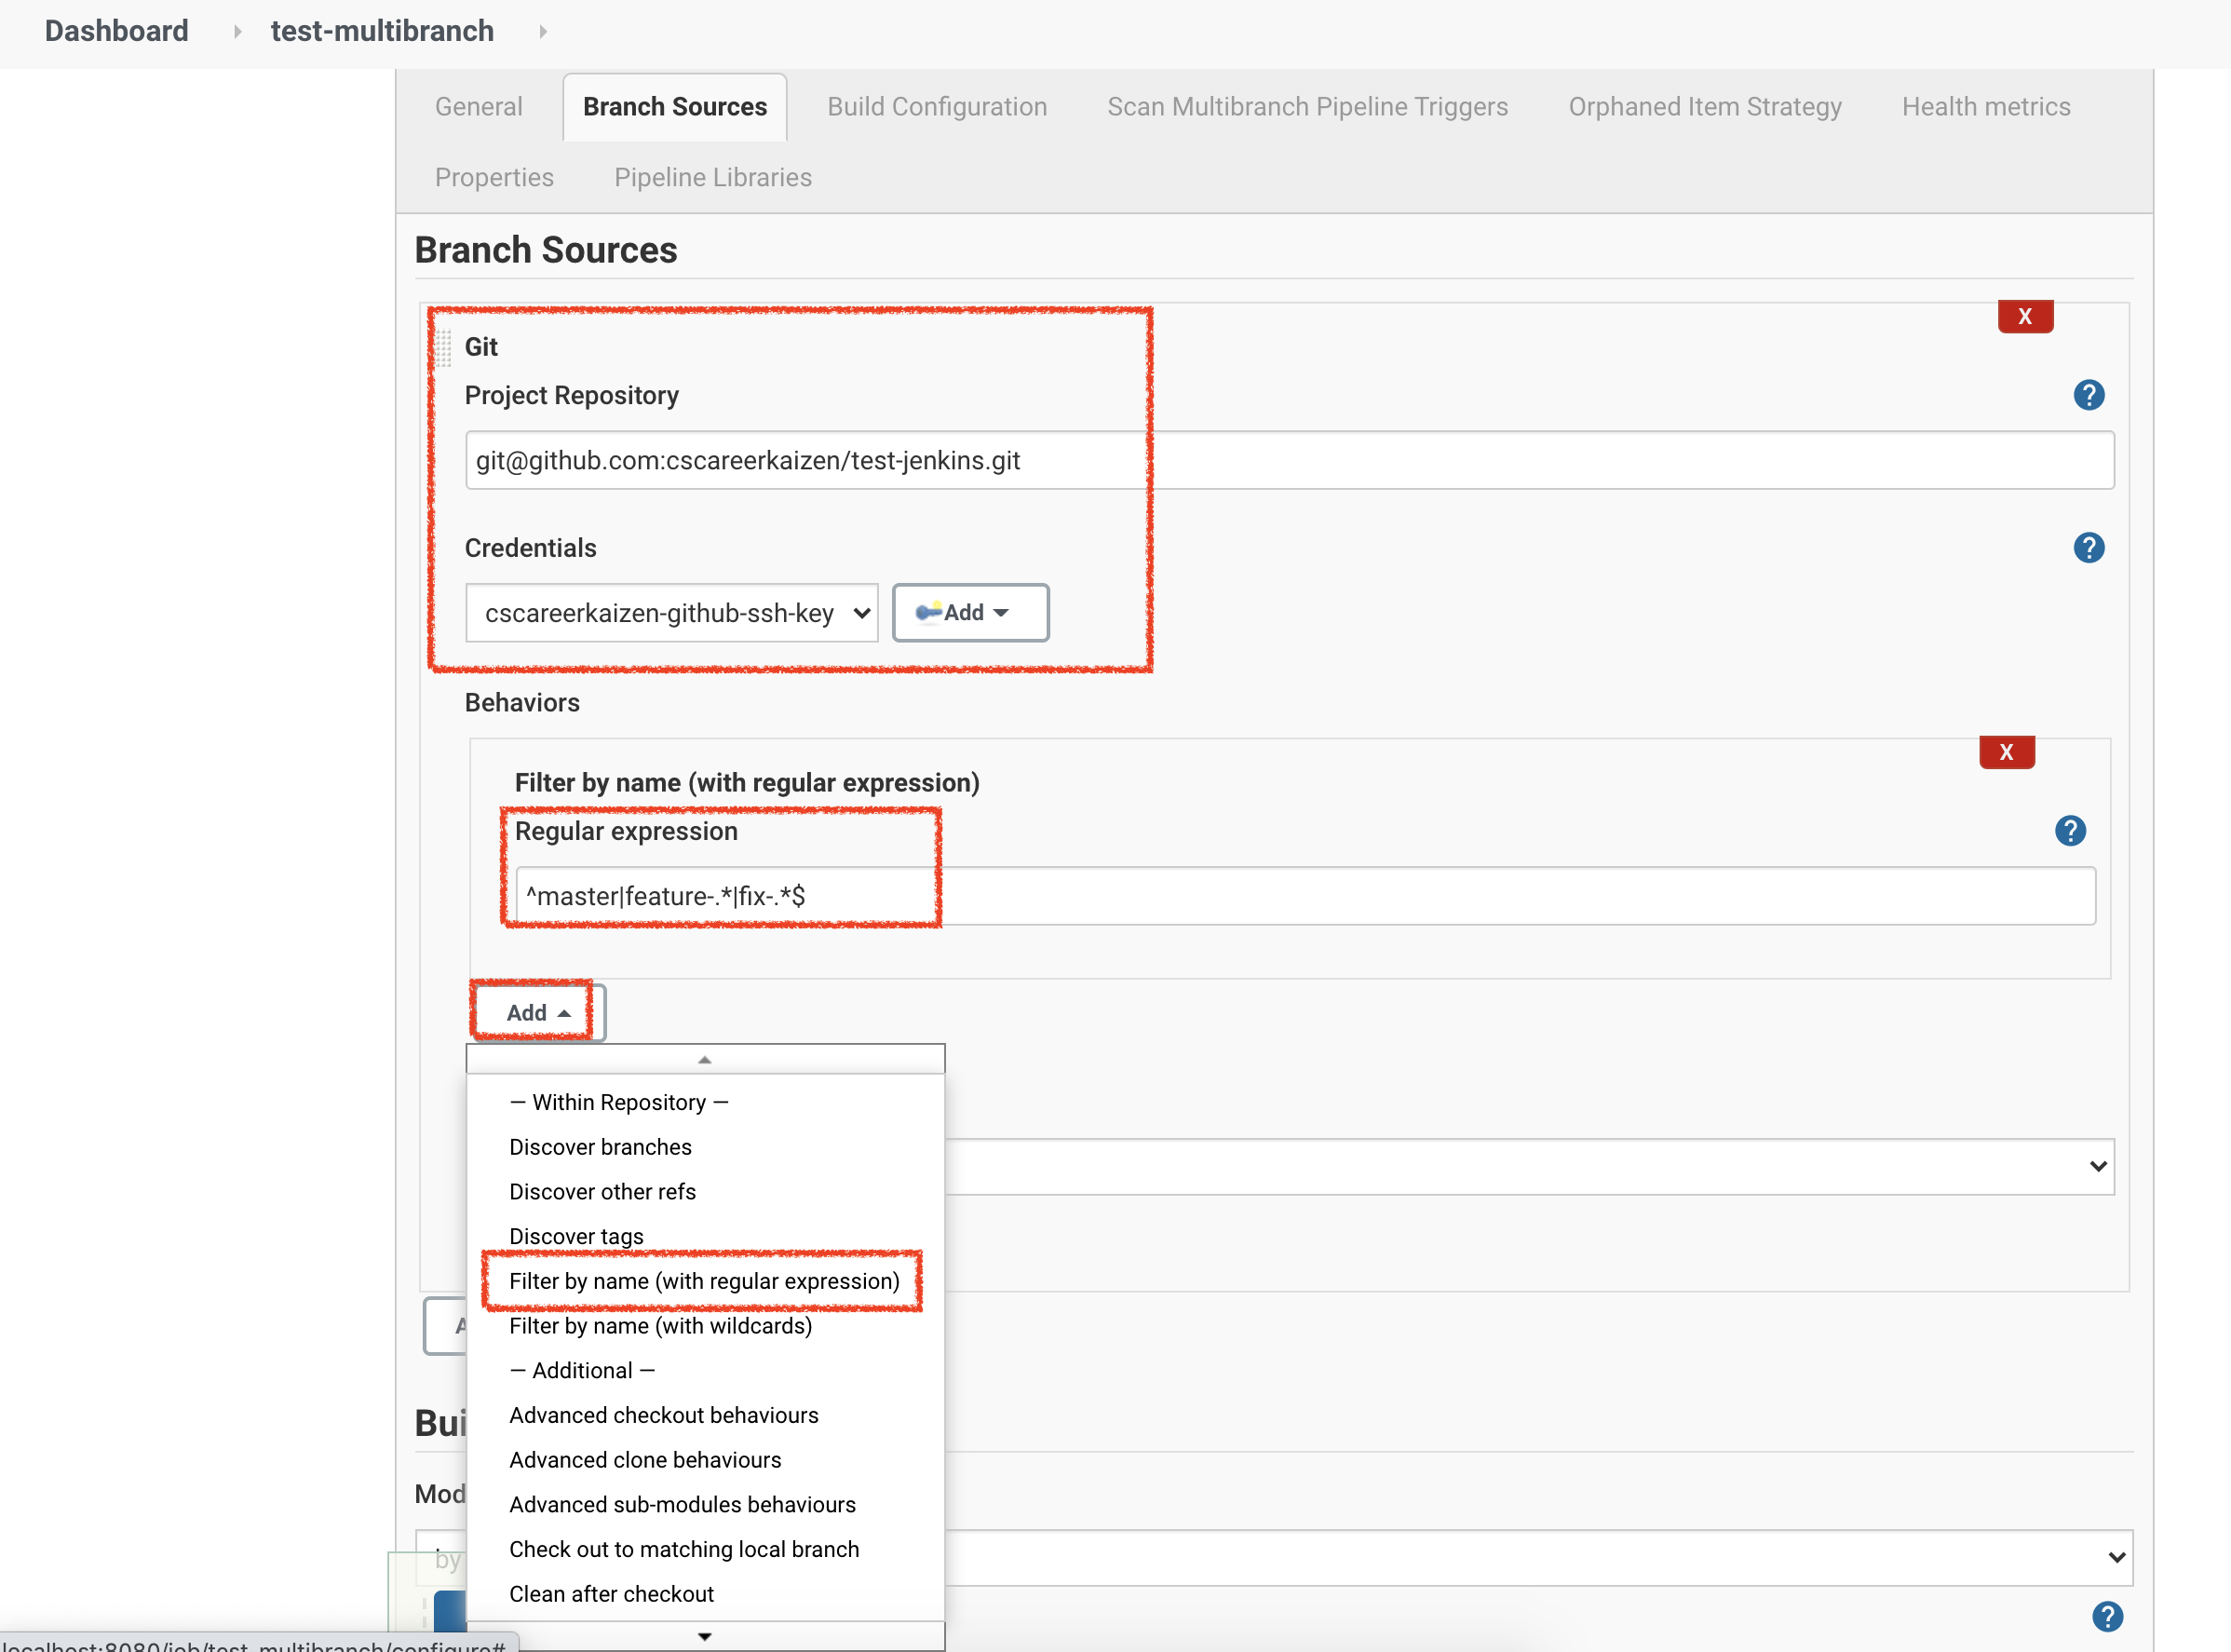 Dashboard
test-multibranch
General
Branch Sources
Build Configuration
Scan Multibranch Pipeline Triggers
Orphaned Item Strategy
Health metrics
Properties
Pipeline Libraries
Branch Sources
X
Git
Project Repository
?
git@github.com:cscareerkaizen/test-jenkins.git
Credentials
?
cscareerkaizen-github-ssh-key
Add
Behaviors
X
Filter by name (with regular expression)
Regular expression
?
^master|feature-.*|fix-.*$
Add
— Within Repository —
Discover branches
Discover other refs
Discover tags
Filter by name (with regular expression)
Filter by name (with wildcards)
— Additional —
Advanced checkout behaviours
Advanced clone behaviours
Advanced sub-modules behaviours
Check out to matching local branch
Clean after checkout
Bui
Mod
by
?
localhost:8080/job/test-multibranch/configure#